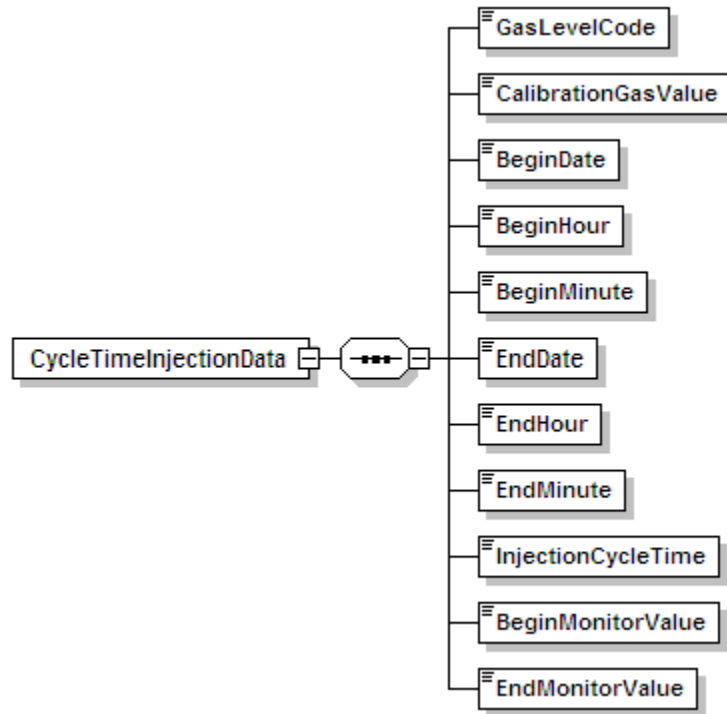 GasLevelCode
CalibrationGasValue
BeginDate
BeginHour
BeginMinute
CycleTimeInjectionData
EndDate
EndHour
EndMinute
InjectionCycleTime
BeginMonitorValue
EndMonitorValue